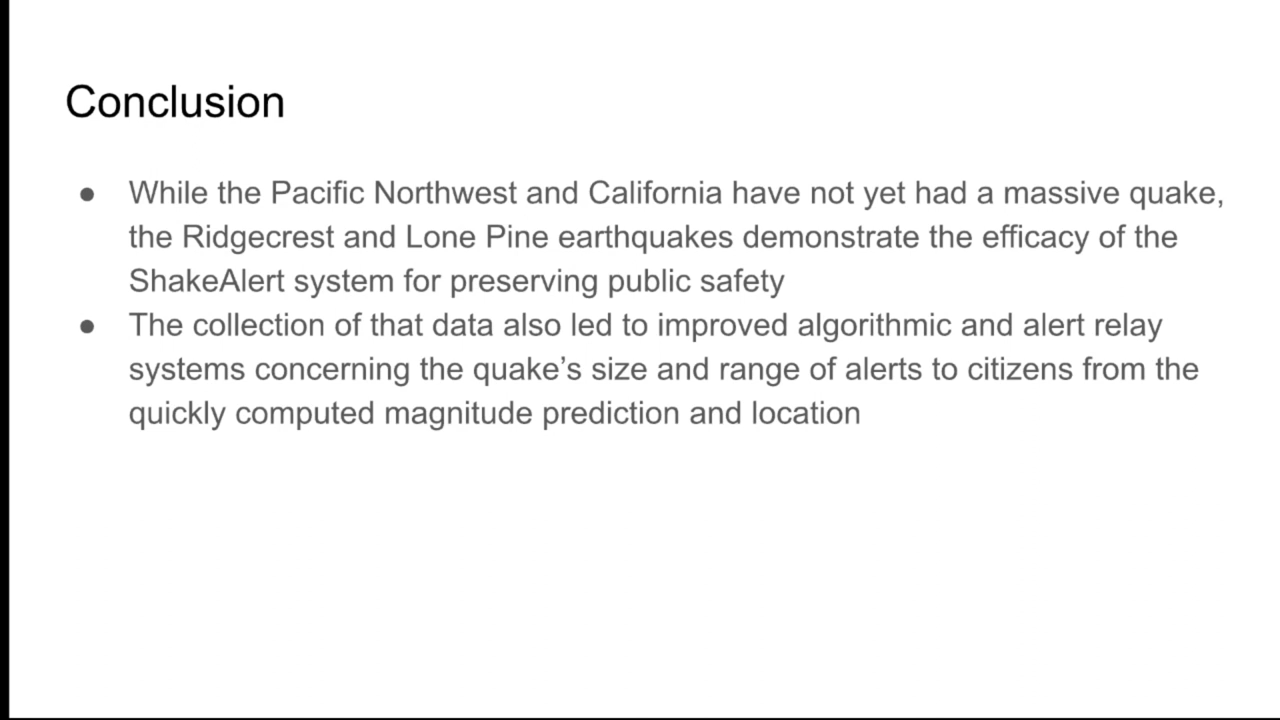 Conclusion
● While the Pacific Northwest and California have not yet had a massive quake,
the Ridgecrest and Lone Pine earthquakes demonstrate the efficacy of the
ShakeAlert system for preserving public safety
● The collection of that data also led to improved algorithmic and alert relay
systems concerning the quake’s size and range of alerts to citizens from the
quickly computed magnitude prediction and location